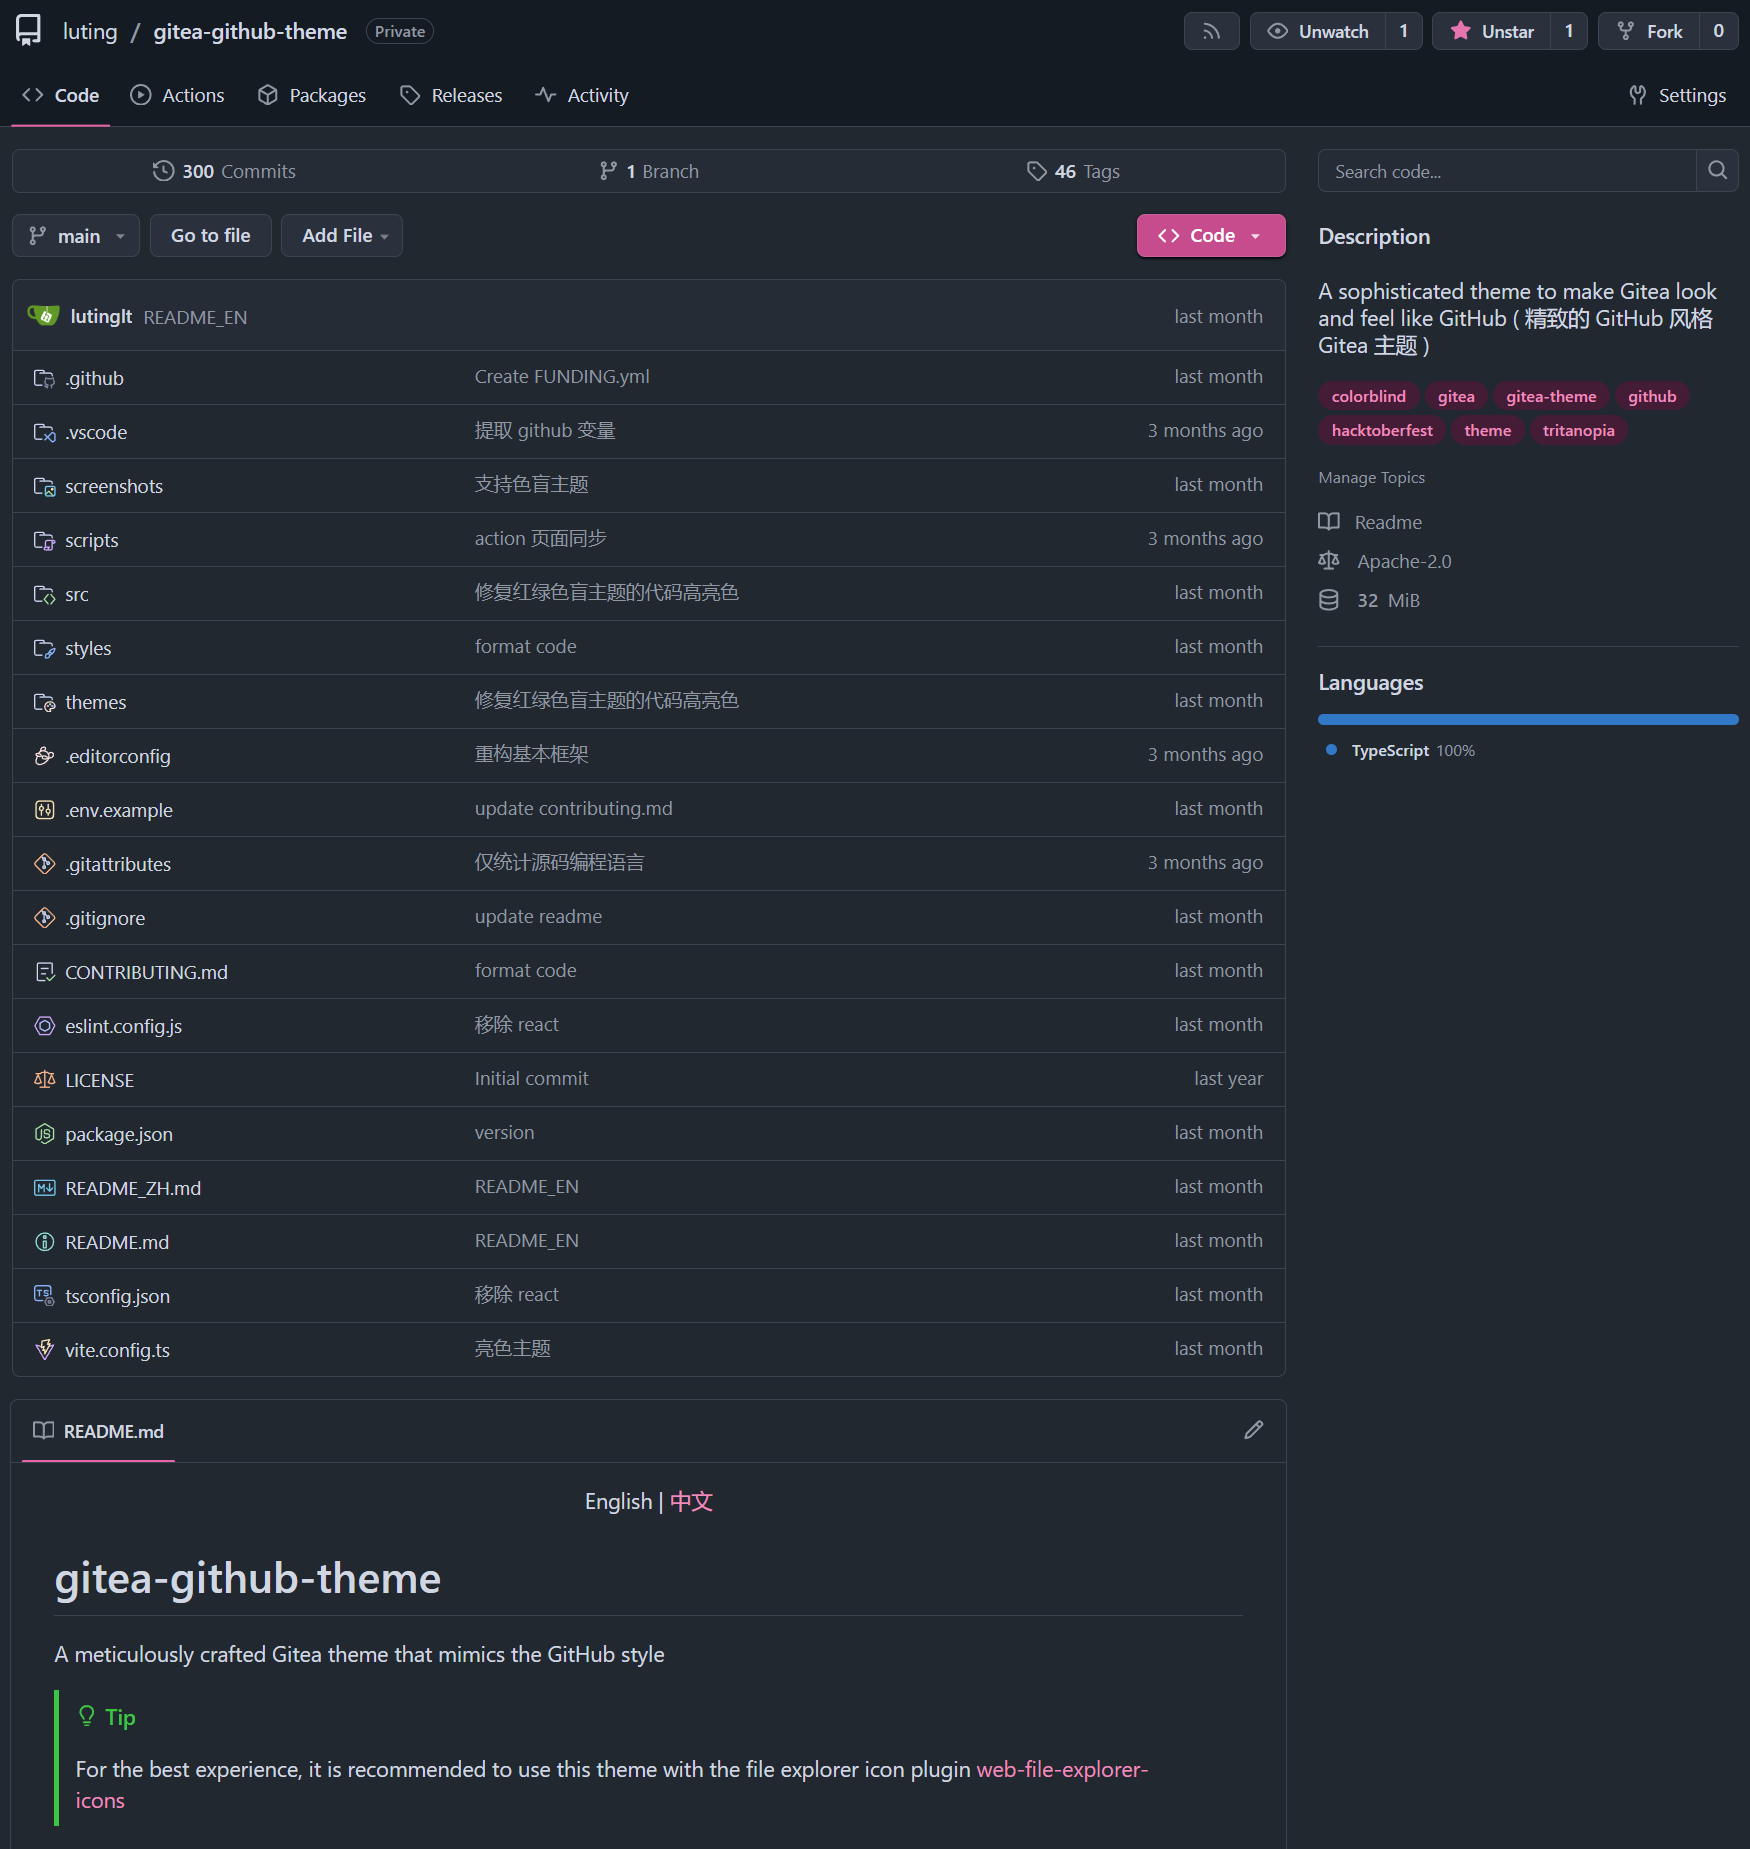 luting / gitea-github-theme Private Unwatch 1 Unstar 1 Fork 0
Code Actions Packages Releases Activity Settings
300 Commits 1 Branch 46 Tags
main Go to file Add File Code
lutinglt README_EN last month
.github Create FUNDING.yml last month
.vscode 提取 github 变量 3 months ago
screenshots 支持色盲主题 last month
scripts action 页面同步 3 months ago
src 修复红绿色盲主题的代码高亮色 last month
styles format code last month
themes 修复红绿色盲主题的代码高亮色 last month
.editorconfig 重构基本框架 3 months ago
.env.example update contributing.md last month
.gitattributes 仅统计源码编程语言 3 months ago
.gitignore update readme last month
CONTRIBUTING.md format code last month
eslint.config.js 移除 react last month
LICENSE Initial commit last year
package.json version last month
README_ZH.md README_EN last month
README.md README_EN last month
tsconfig.json 移除 react last month
vite.config.ts 亮色主题 last month
Search code...
Description
A sophisticated theme to make Gitea look
and feel like GitHub ( 精致的 GitHub 风格
Gitea 主题 )
colorblind gitea gitea-theme github
hacktoberfest theme tritanopia
Manage Topics
Readme
Apache-2.0
32 MiB
Languages
TypeScript 100%
README.md
English | 中文
gitea-github-theme
A meticulously crafted Gitea theme that mimics the GitHub style
Tip
For the best experience, it is recommended to use this theme with the file explorer icon plugin web-file-explorer-
icons